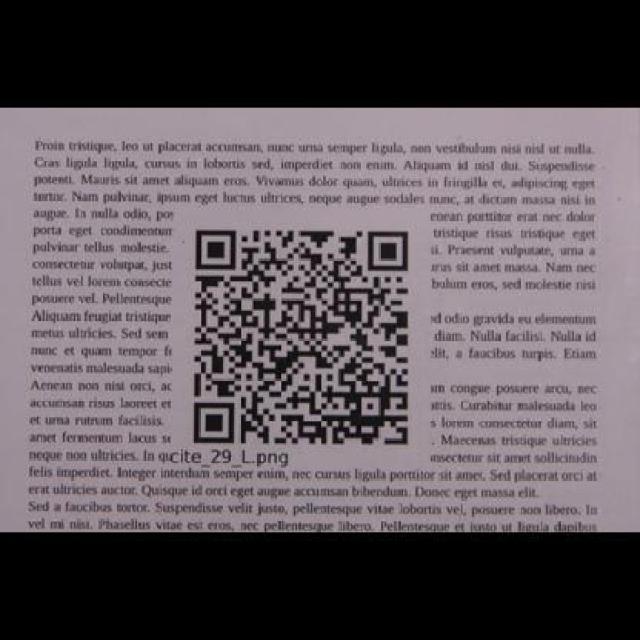 Proin tristique, leo ut placerat accumsan, nunc urna semper ligula, non vestibulum nisi nisl ut nulla.
Cras ligula ligula, cursus in lobortis sed, imperdiet non enim. Aliquam id nisl dui. Suspendisse
potenti. Mauris sit amet aliquam eros. Vivamus dolor quam, ultrices in fringilla et, adipiscing eget
tortor. Nam pulvinar, ipsum eget luctus ultrices, neque augue sodales nunc, at dictum massa nisi in
augue. In nulla odio, enean porttitor erat nec dolor
porta eget condimentum tristique risus tristique eget
pulvinar tellus molestie. Praesent vulputate, urna a
consectetur volutpat, just sit amet massa. Nam nec
tellus vel lorem consecte bulum eros, sed molestie nisi
posuere vel. Pellentesque
Aliquam feugiat tristique odio gravida eu elementum
metus ultricies. Sed sem diam. Nulla facilisi. Nulla id
nunc et quam tempor a faucibus turpis. Etiam
venenatis malesuada sapi
Aenean non nisi orci, ac congue posuere arcu, nec
accumsan risus laoreet et Curabitur malesuada leo
et urna rutrum facilisis. lorem consectetur diam, sit
amet fermentum lacus Maecenas tristique ultricies
neque non ultricies. In cite_29_L.png nsectetur sit amet sollicitudin
felis imperdiet. Integer interdum semper enim, nec cursus ligula porttitor sit amet. Sed placerat orci at
erat ultricies auctor. Quisque id orci eget augue accumsan bibendum. Donec eget massa elit.
Sed a faucibus tortor. Suspendisse velit justo, pellentesque vitae lobortis vel, posuere non libero. In
vel mi nisi. Phasellus vitae est eros, nec pellentesque libero. Pellentesque et justo ut ligula dapibus